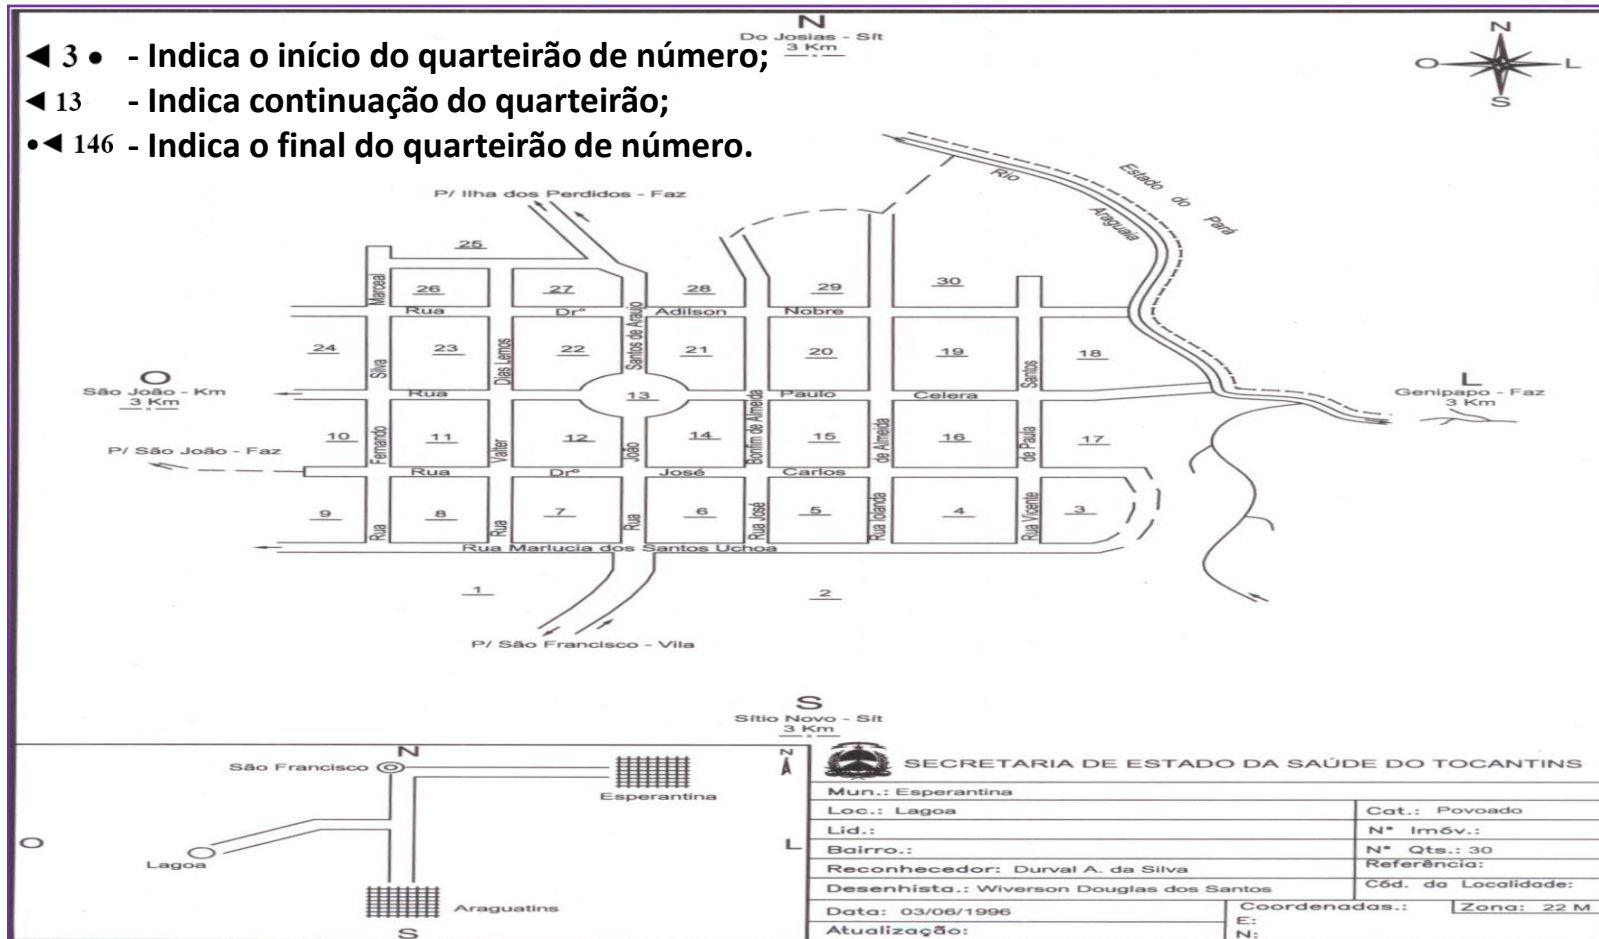 N
Do Josias - Sít
3 Km
◄ 3 ● - Indica o início do quarteirão de número;
◄ 13 - Indica continuação do quarteirão;
●◄ 146 - Indica o final do quarteirão de número.
N
O
L
S
P/ Ilha dos Perdidos - Faz
Rio
Araguaia
Estado do Pará
25
26
27
28
29
30
Rua Drº Adilson Nobre
24
23
22
21
20
19
18
O
São João - Km
3 Km
Rua Paulo Celera
13
L
Genipapo - Faz
3 Km
10
11
12
14
15
16
17
P/ São João - Faz
Rua Drº José Carlos
9
8
7
6
5
4
3
Rua Fernando Silva Marceal
Rua Valter Dias Lemos
Rua João Santos de Araujo
Rua José Bonfim de Almeida
Rua Iolanda de Almeida
Rua Vicente de Paula Santos
Rua Marlucia dos Santos Uchoa
1
2
P/ São Francisco - Vila
S
Sítio Novo - Sít
3 Km
N
São Francisco
Esperantina
O
L
Lagoa
Araguatins
S
N
SECRETARIA DE ESTADO DA SAÚDE DO TOCANTINS
Mun.: Esperantina
Loc.: Lagoa
Cat.: Povoado
Lid.:
N° Imóv.:
Bairro.:
N° Qts.: 30
Reconhecedor: Durval A. da Silva
Referência:
Desenhista.: Wiverson Douglas dos Santos
Cód. da Localidade:
Data: 03/06/1996
Coordenadas.:
Zona: 22 M
Atualização:
E:
N: